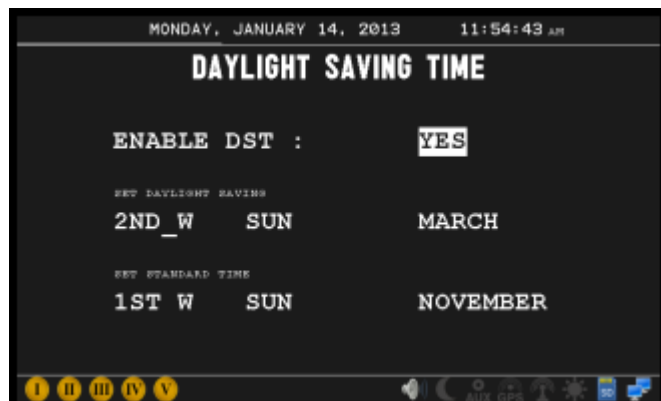 MONDAY, JANUARY 14, 2013 11:54:43 AM
DAYLIGHT SAVING TIME
ENABLE DST : YES
SET DAYLIGHT SAVING
2ND_W SUN MARCH
SET STANDARD TIME
1ST W SUN NOVEMBER
I II III IV V AUX GPS SD